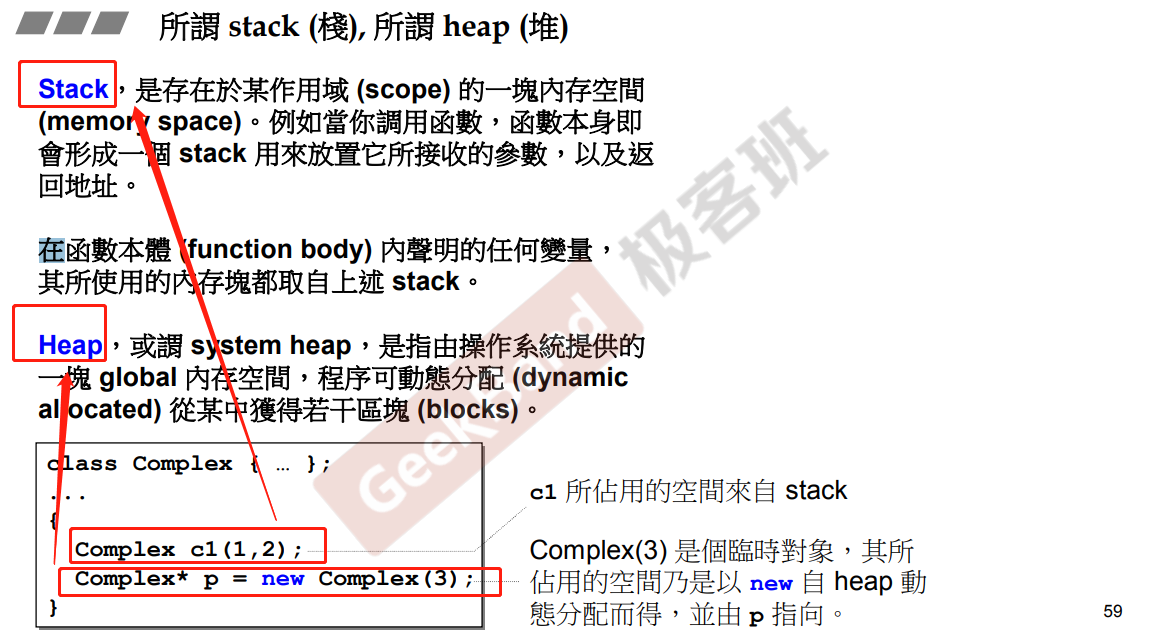 所謂 stack (棧), 所謂 heap (堆)
Stack，是存在於某作用域 (scope) 的一塊內存空間
(memory space)。例如當你調用函數，函數本身即
會形成一個 stack 用來放置它所接收的參數，以及返
回地址。
在函數本體 (function body) 內聲明的任何變量，
其所使用的內存塊都取自上述 stack。
Heap，或謂 system heap，是指由操作系統提供的
一塊 global 內存空間，程序可動態分配 (dynamic
allocated) 從某中獲得若干區塊 (blocks)。
class Complex { … };
...
{
Complex c1(1,2);
Complex* p = new Complex(3);
}
c1 所佔用的空間來自 stack
Complex(3) 是個臨時對象，其所
佔用的空間乃是以 new 自 heap 動
態分配而得，並由 p 指向。
GeekBand 极客班
59